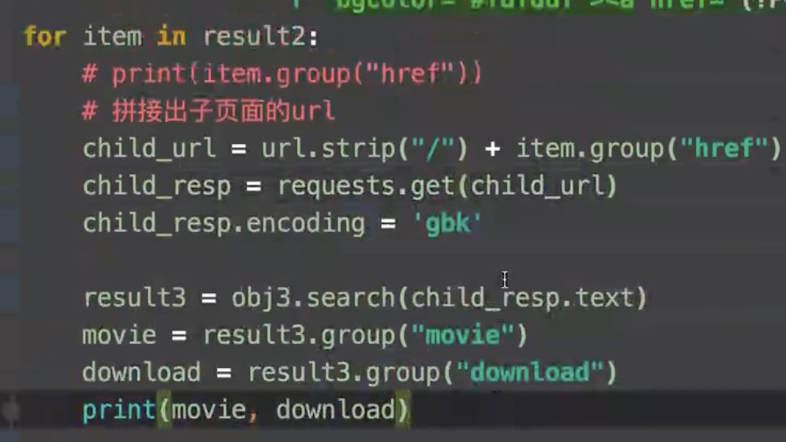 for item in result2:
# print(item.group("href"))
# 拼接出子页面的url
child_url = url.strip("/") + item.group("href")
child_resp = requests.get(child_url)
child_resp.encoding = 'gbk'
result3 = obj3.search(child_resp.text)
movie = result3.group("movie")
download = result3.group("download")
print(movie, download)